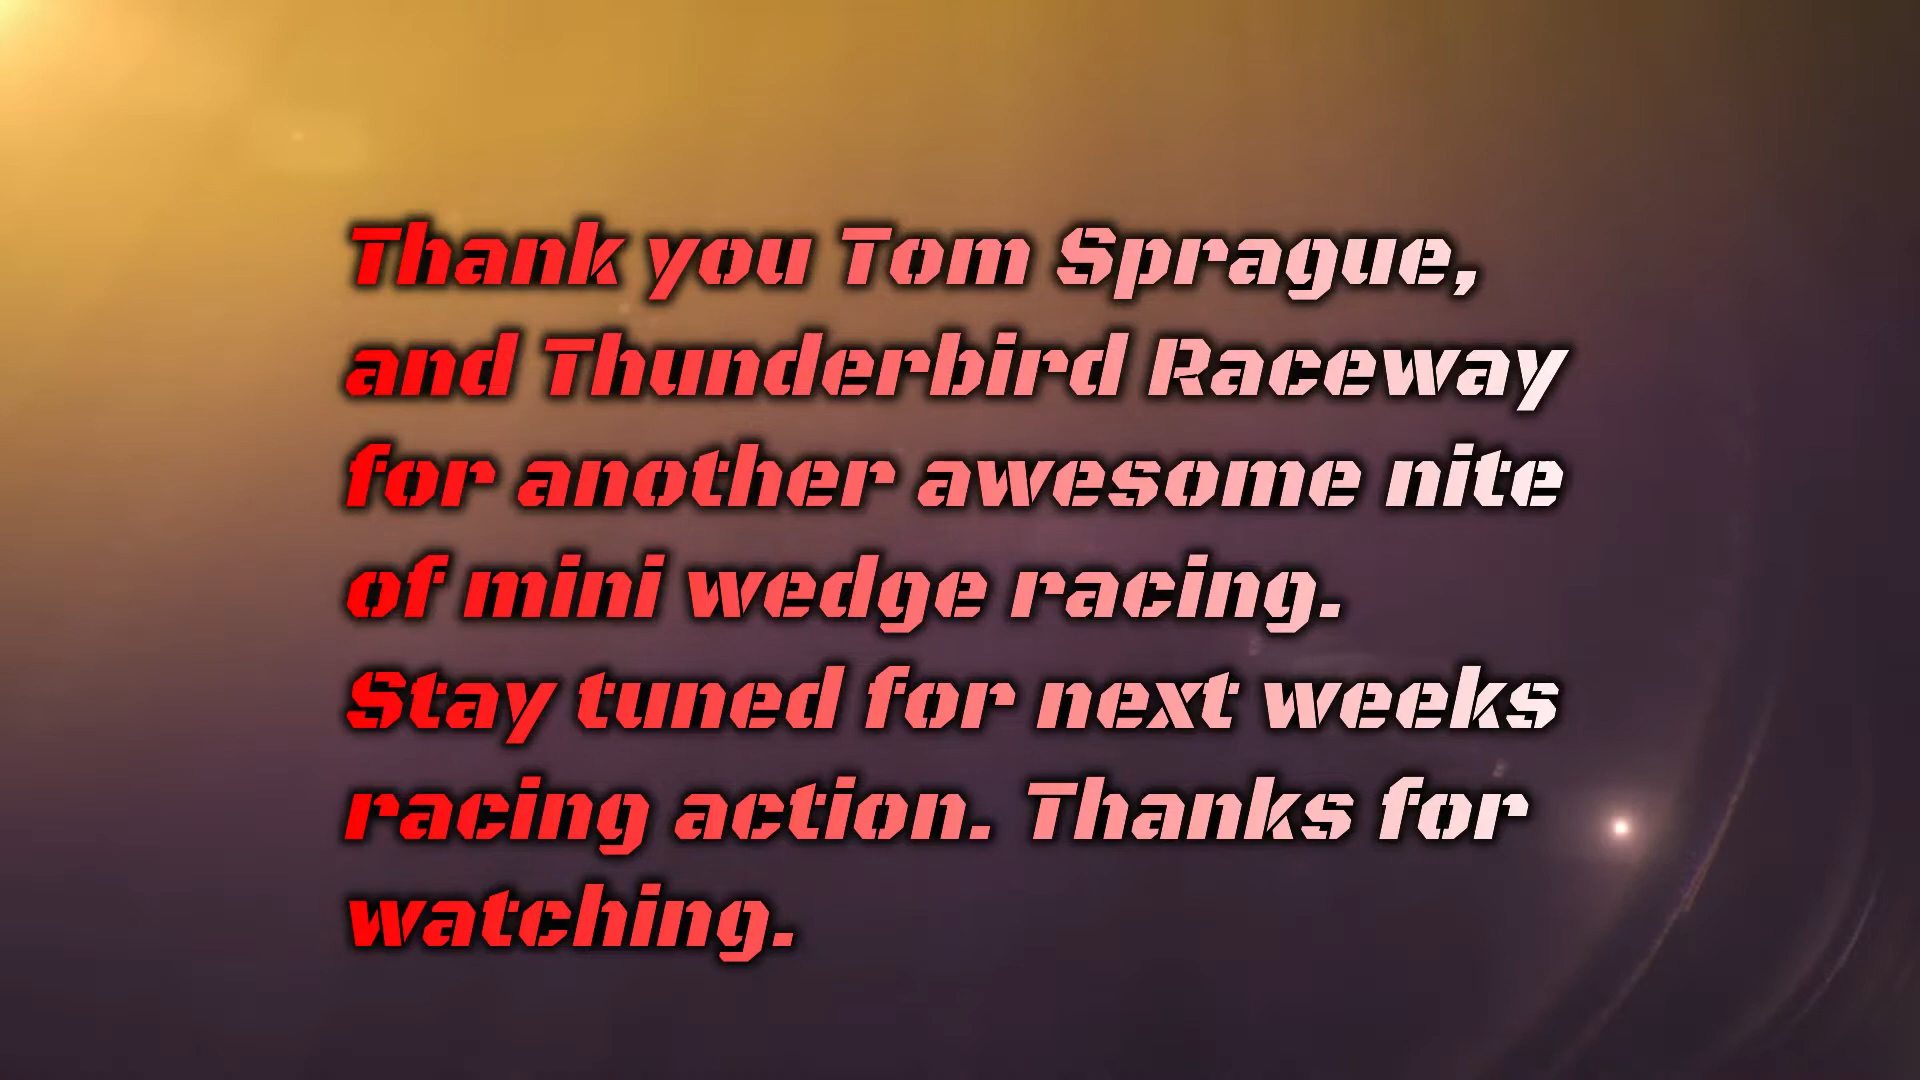 Thank you Tom Sprague,
and Thunderbird Raceway
for another awesome nite
of mini wedge racing.
Stay tuned for next weeks
racing action. Thanks for
watching.